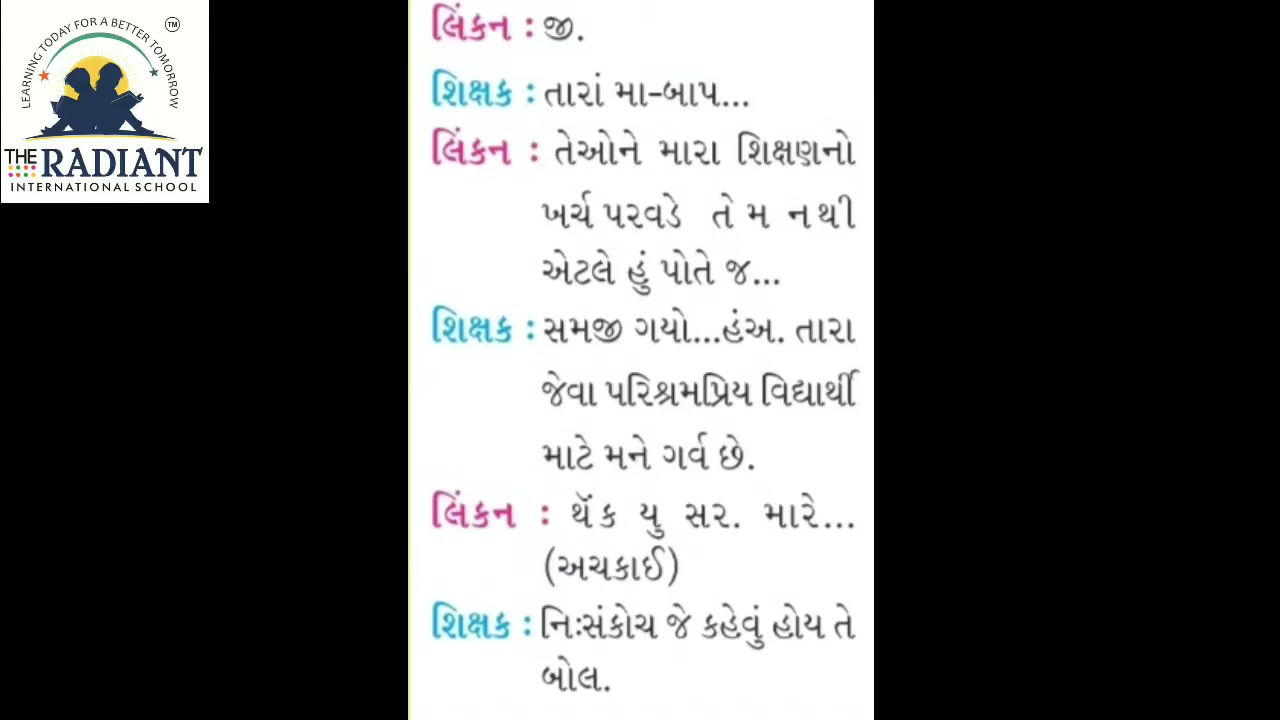 LEARNING TODAY FOR A BETTER TOMORROW
TM
THE RADIANT
INTERNATIONAL SCHOOL
લિંકન : જી.
શિક્ષક : તારાં મા-બાપ...
લિંકન : તેઓને મારા શિક્ષણનો
ખર્ચ પરવડે તે મ ન થી
એટલે હું પોતે જ...
શિક્ષક : સમજી ગયો...હંઅ. તારા
જેવા પરિશ્રમપ્રિય વિદ્યાર્થી
માટે મને ગર્વ છે.
લિંકન : થૅંક યુ સર. મારે...
(અચકાઈ)
શિક્ષક : નિઃસંકોચ જે કહેવું હોય તે
બોલ.